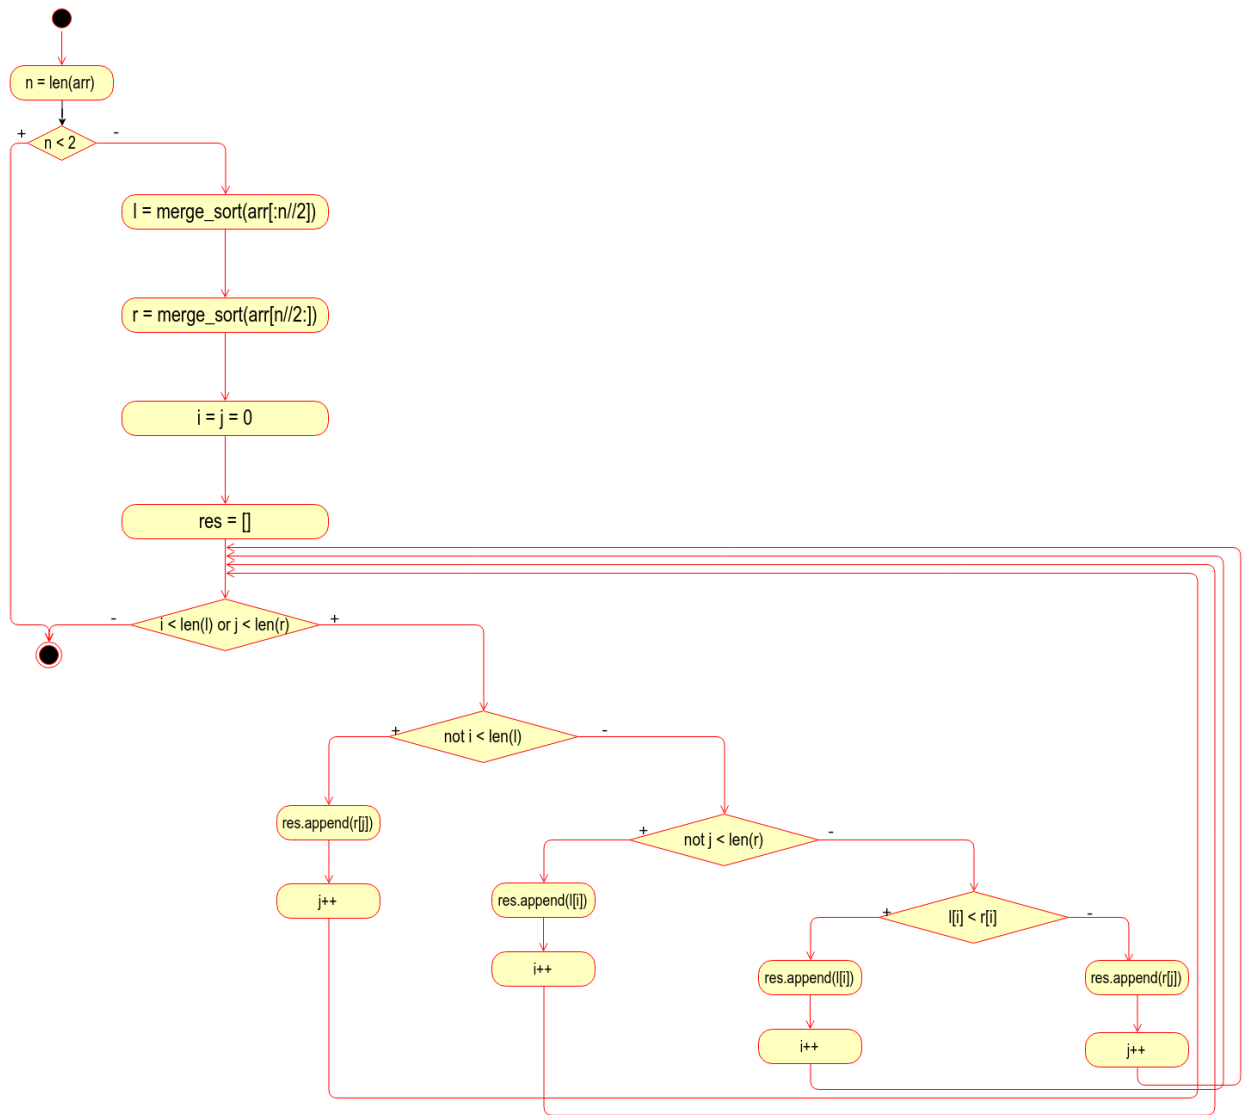 n = len(arr)
+
-
n < 2
l = merge_sort(arr[:n//2])
r = merge_sort(arr[n//2:])
i = j = 0
res = []
-
i < len(l) or j < len(r)
+
+
not i < len(l)
-
res.append(r[j])
+
not j < len(r)
-
j++
res.append(l[i])
+
l[i] < r[i]
-
i++
res.append(l[i])
res.append(r[j])
i++
j++